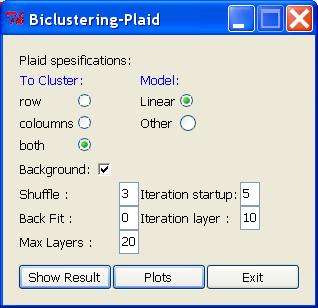 Biclustering-Plaid
Plaid spesifications:
To Cluster: Model:
row Linear
coloumns Other
both
Background:
Shuffle : 3 Iteration startup: 5
Back Fit : 0 Iteration layer : 10
Max Layers : 20
Show Result Plots Exit